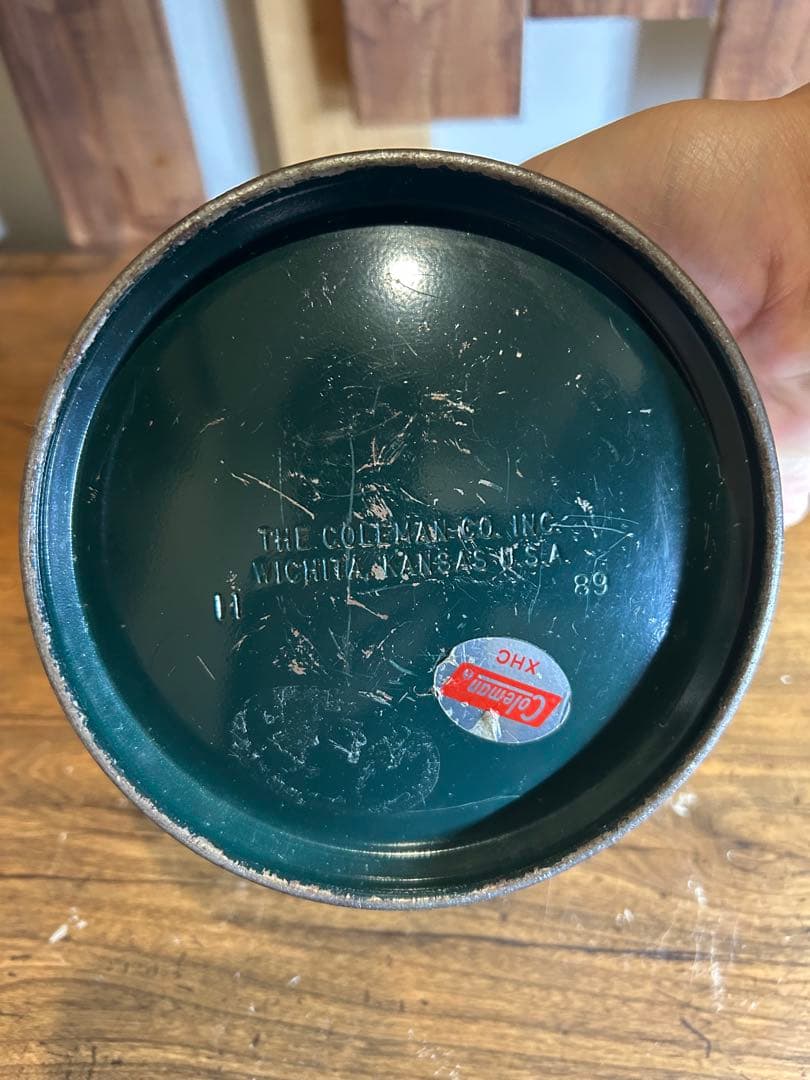 THE COLEMAN CO. INC.
WICHITA, KANSAS U.S.A.
11 89
XHC
Coleman